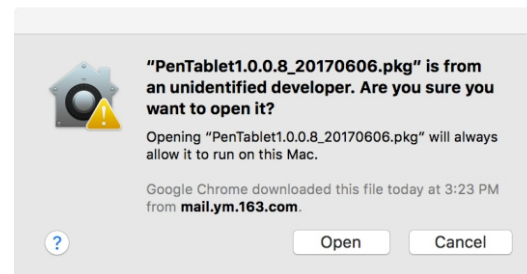 “PenTablet1.0.0.8_20170606.pkg” is from
an unidentified developer. Are you sure you
want to open it?
Opening “PenTablet1.0.0.8_20170606.pkg” will always
allow it to run on this Mac.
Google Chrome downloaded this file today at 3:23 PM
from mail.ym.163.com.
?
Open
Cancel